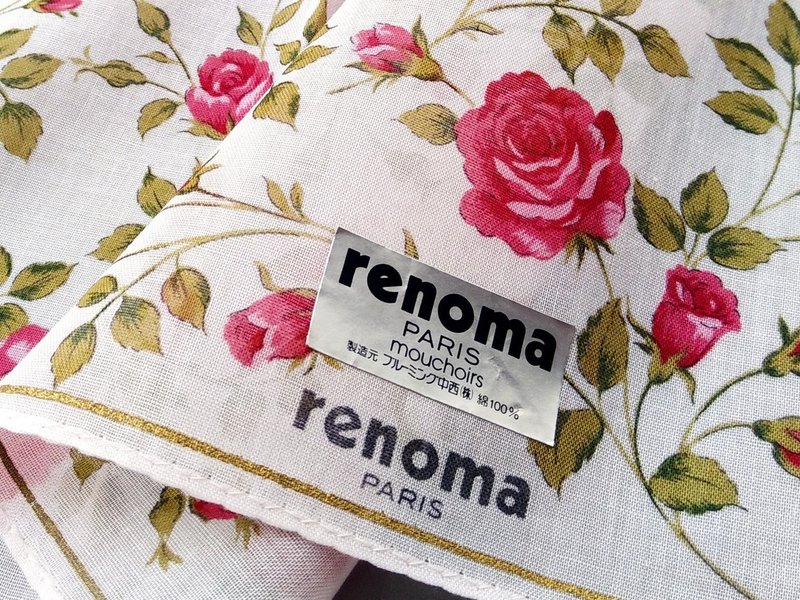 renoma
PARIS
mouchoirs
製造元 ブルーミング中西(株) 綿100%
renoma
PARIS